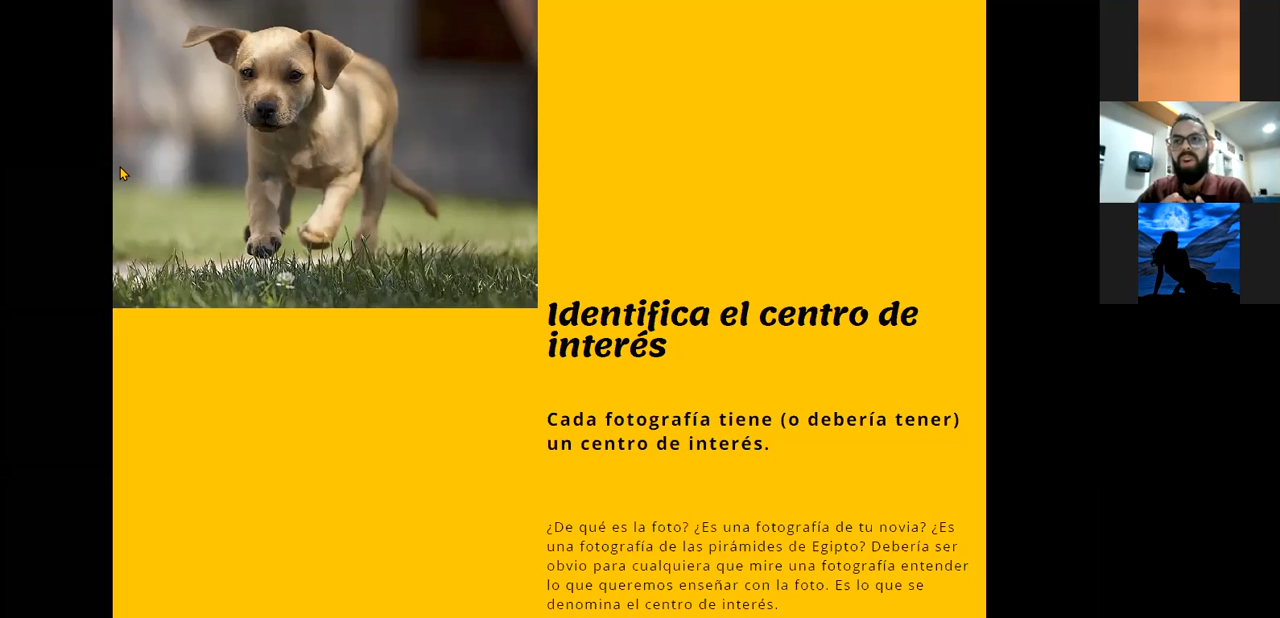 Identifica el centro de
interés
Cada fotografía tiene (o debería tener)
un centro de interés.
¿De qué es la foto? ¿Es una fotografía de tu novia? ¿Es
una fotografía de las pirámides de Egipto? Debería ser
obvio para cualquiera que mire una fotografía entender
lo que queremos enseñar con la foto. Es lo que se
denomina el centro de interés.